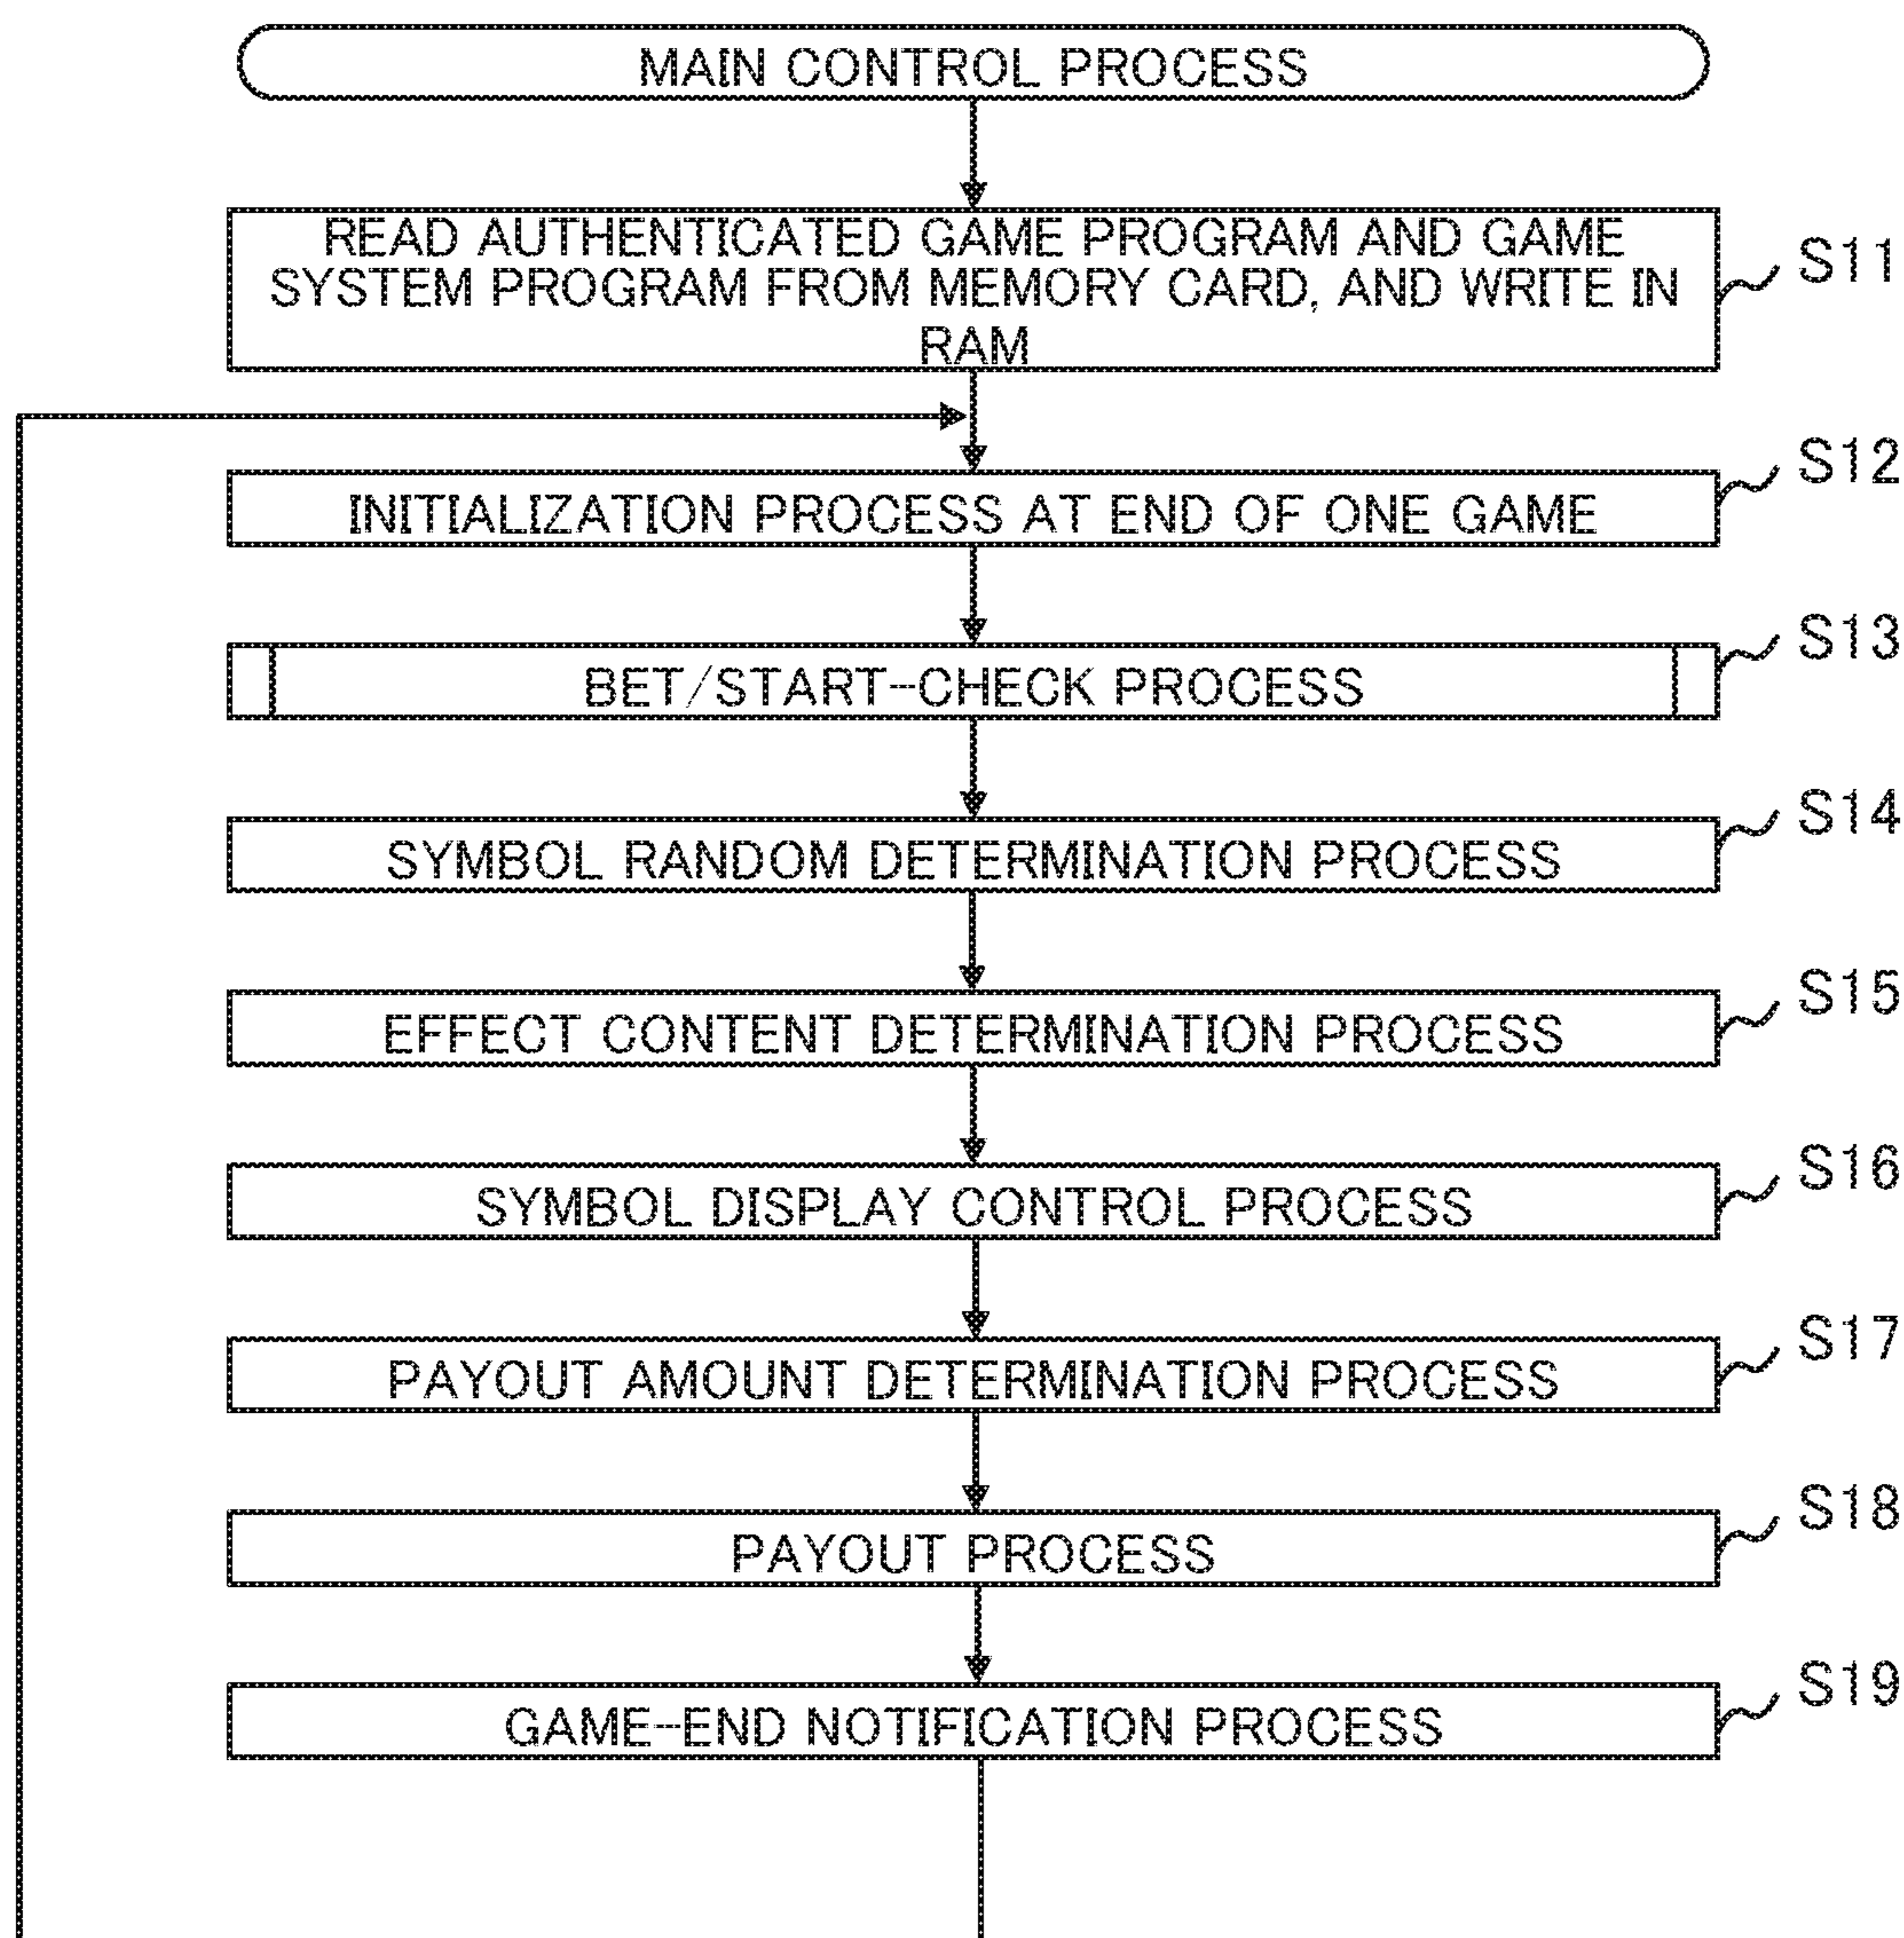 MAIN CONTROL PROCESS
READ AUTHENTICATED GAME PROGRAM AND GAME
SYSTEM PROGRAM FROM MEMORY CARD, AND WRITE IN
RAM
S11
INITIALIZATION PROCESS AT END OF ONE GAME
S12
BET/START-CHECK PROCESS
S13
SYMBOL RANDOM DETERMINATION PROCESS
S14
EFFECT CONTENT DETERMINATION PROCESS
S15
SYMBOL DISPLAY CONTROL PROCESS
S16
PAYOUT AMOUNT DETERMINATION PROCESS
S17
PAYOUT PROCESS
S18
GAME-END NOTIFICATION PROCESS
S19